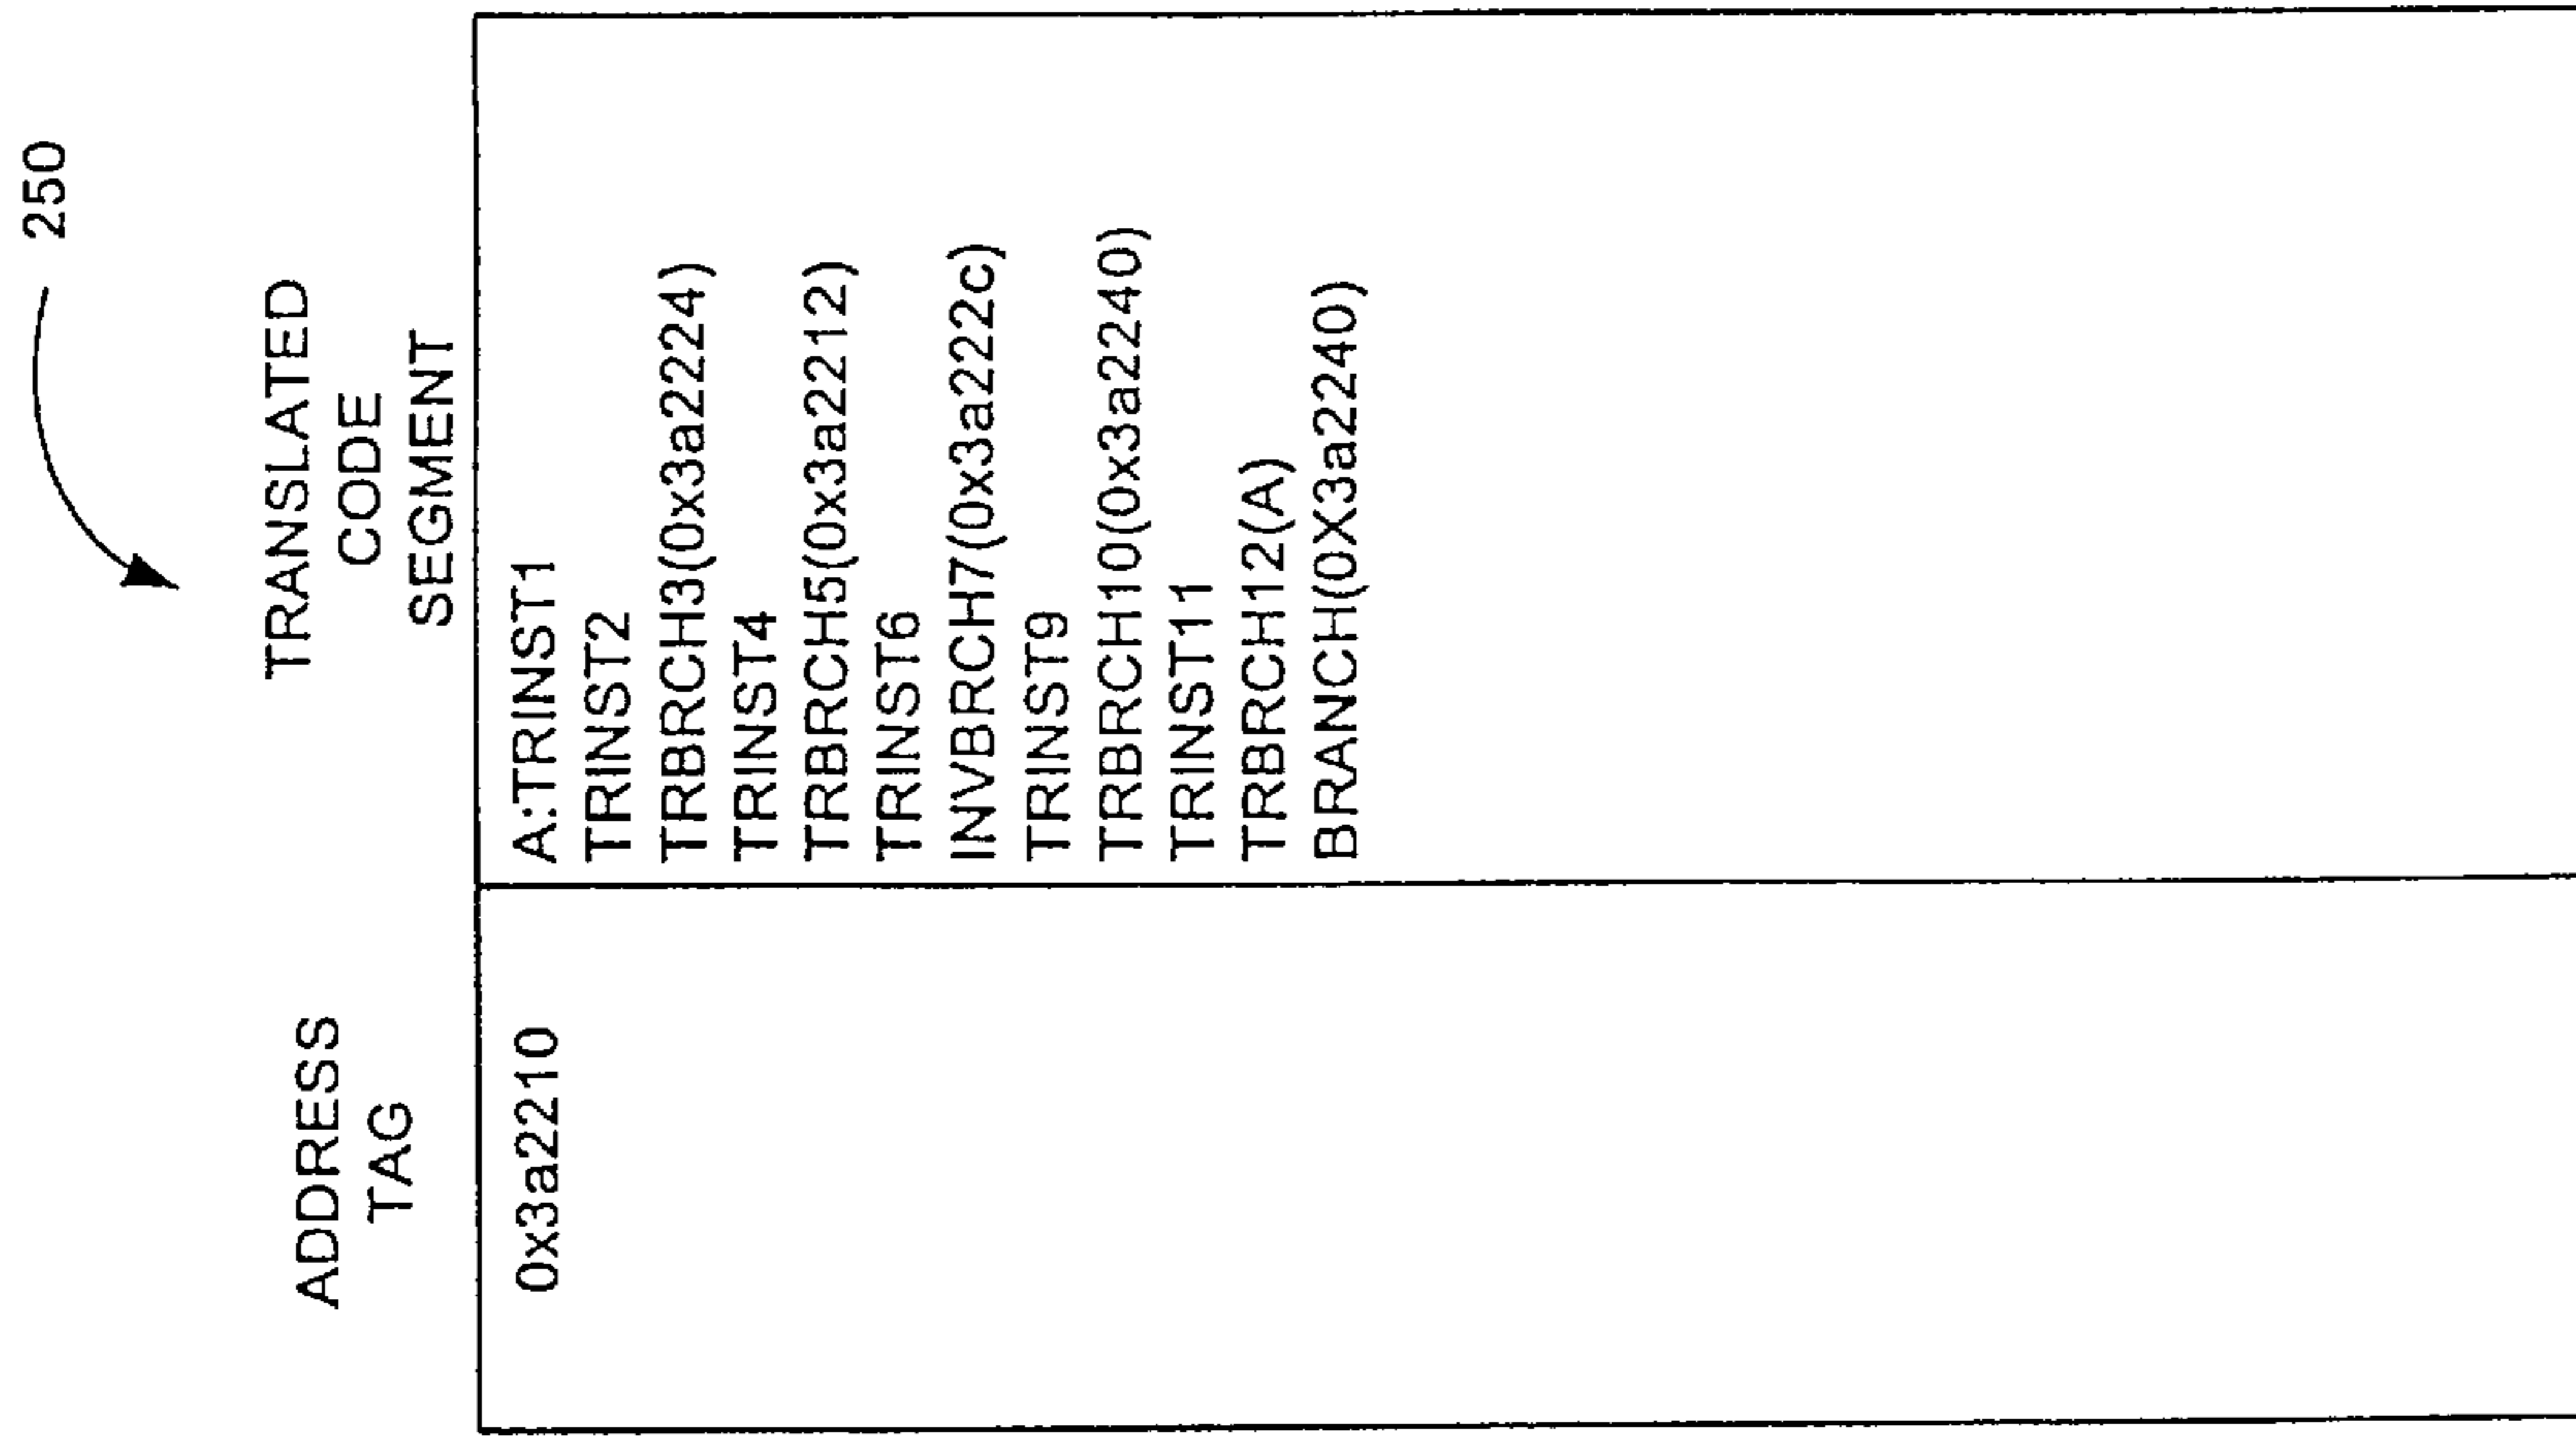 250
ADDRESS
TAG
TRANSLATED
CODE
SEGMENT
0x3a2210
A:TRINST1
TRINST2
TRBRCH3(0x3a2224)
TRINST4
TRBRCH5(0x3a2212)
TRINST6
INVBRCH7(0x3a222c)
TRINST9
TRBRCH10(0x3a2240)
TRINST11
TRBRCH12(A)
BRANCH(0X3a2240)